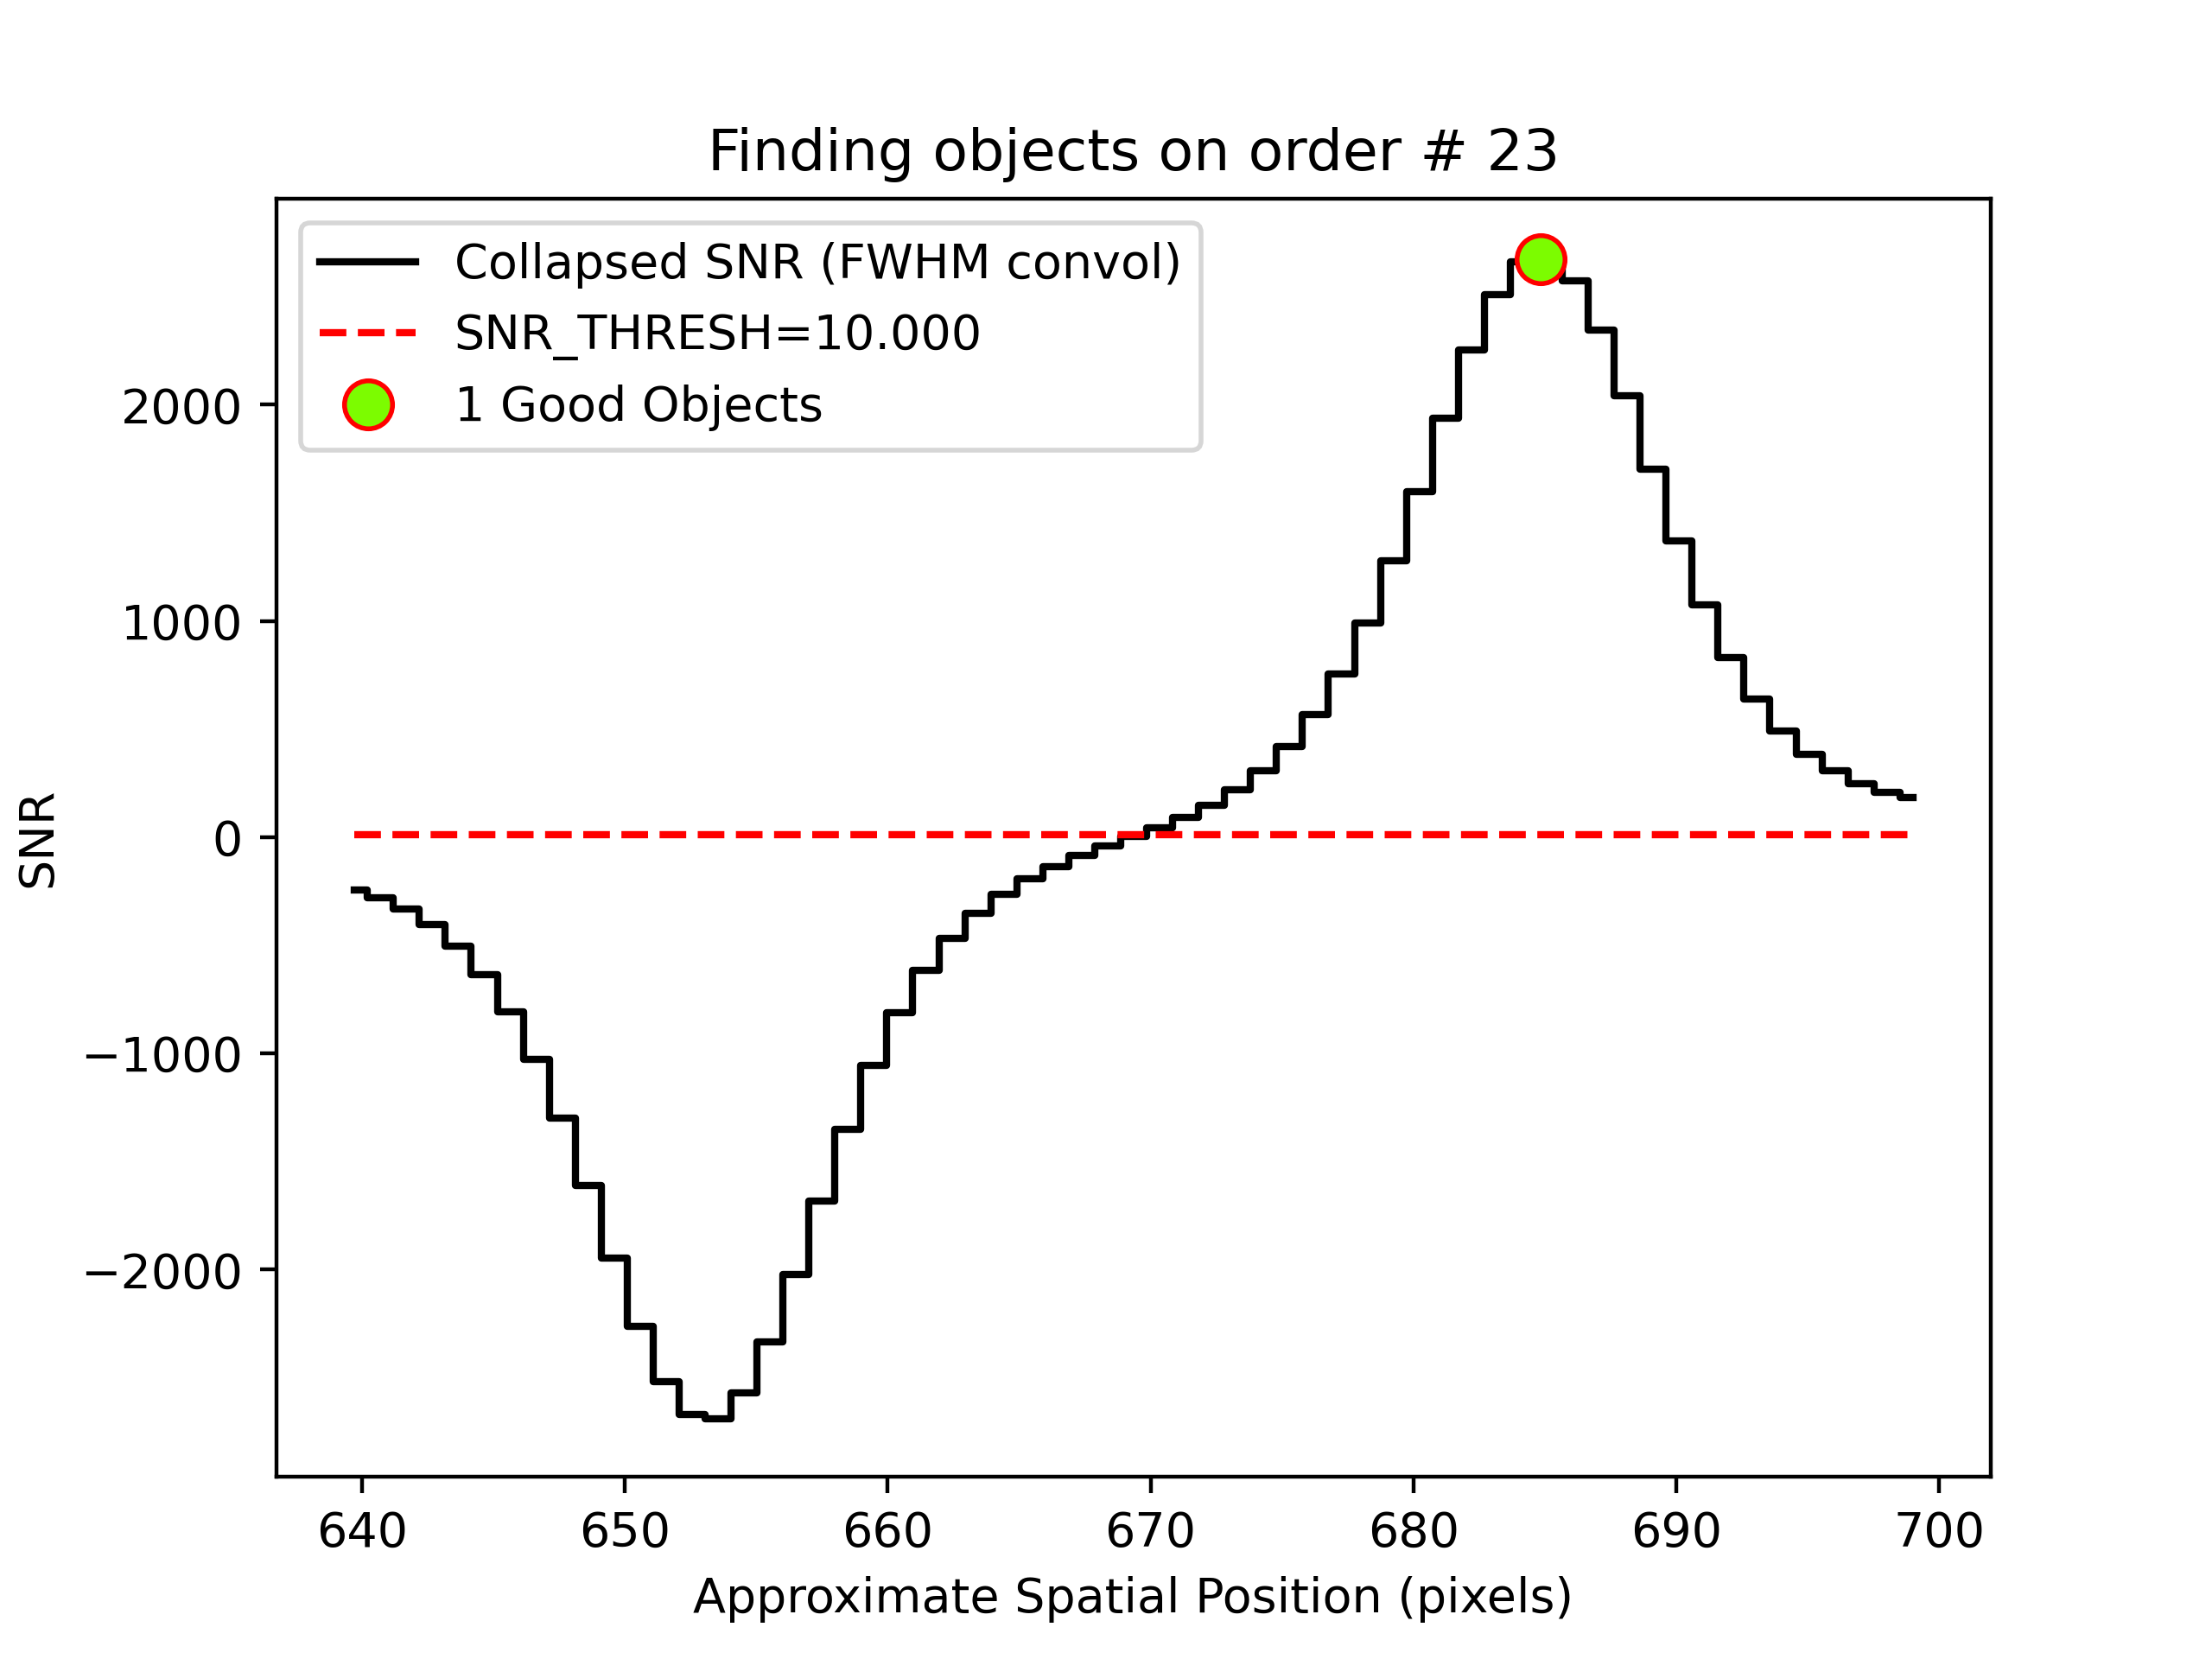 Finding objects on order # 23
Collapsed SNR (FWHM convol)
SNR_THRESH=10.000
1 Good Objects
2000
1000
0
−1000
−2000
SNR
640 650 660 670 680 690 700
Approximate Spatial Position (pixels)